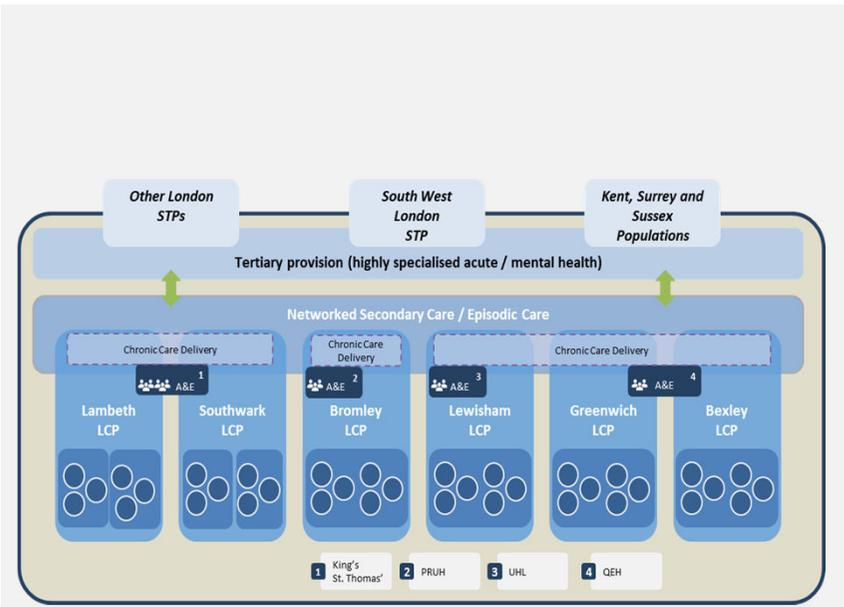 Other London
STPs
South West
London
STP
Kent, Surrey and
Sussex
Populations
Tertiary provision (highly specialised acute / mental health)
Networked Secondary Care / Episodic Care
Chronic Care Delivery
Chronic Care
Delivery
Chronic Care Delivery
A&E 1
A&E 2
A&E 3
A&E 4
Lambeth
LCP
Southwark
LCP
Bromley
LCP
Lewisham
LCP
Greenwich
LCP
Bexley
LCP
1 King's
St. Thomas'
2 PRUH
3 UHL
4 QEH